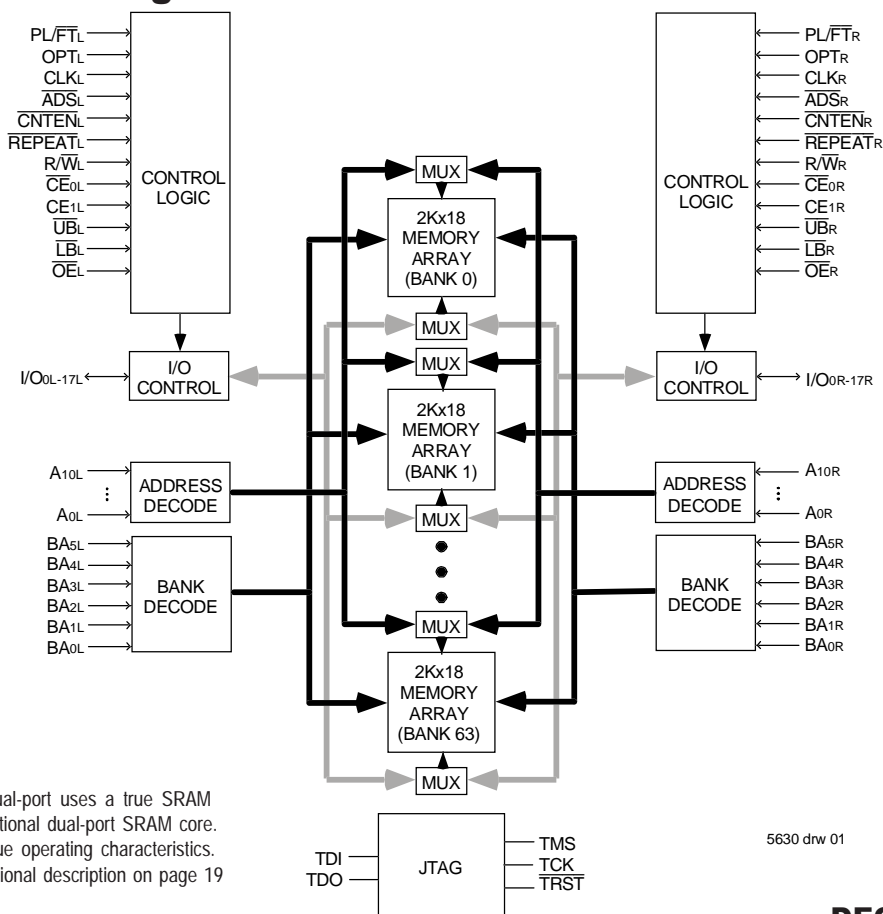 PL/FTL
OPTL
CLKL
ADSL
CNTENL
REPEATL
R/WL
CE0L
CE1L
UBL
LBL
OEL
CONTROL
LOGIC
I/O0L-17L
I/O
CONTROL
A10L
A0L
ADDRESS
DECODE
BA5L
BA4L
BA3L
BA2L
BA1L
BA0L
BANK
DECODE
MUX
2Kx18
MEMORY
ARRAY
(BANK 0)
MUX
MUX
2Kx18
MEMORY
ARRAY
(BANK 1)
MUX
MUX
2Kx18
MEMORY
ARRAY
(BANK 63)
MUX
CONTROL
LOGIC
PL/FTR
OPTR
CLKR
ADSR
CNTENR
REPEATR
R/WR
CE0R
CE1R
UBR
LBR
OER
I/O
CONTROL
I/O0R-17R
ADDRESS
DECODE
A10R
A0R
BANK
DECODE
BA5R
BA4R
BA3R
BA2R
BA1R
BA0R
ual-port uses a true SRAM
tional dual-port SRAM core.
ue operating characteristics.
ional description on page 19
TDI
TDO
JTAG
TMS
TCK
TRST
5630 drw 01